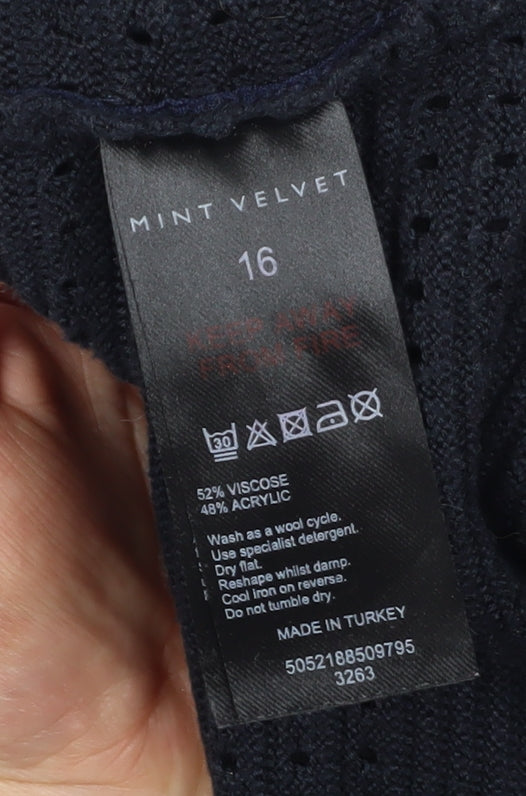 MINT VELVET
16
KEEP AWAY
FROM FIRE
30
52% VISCOSE
48% ACRYLIC
Wash as a wool cycle.
Use specialist detergent.
Dry flat.
Reshape whilst damp.
Cool iron on reverse.
Do not tumble dry.
MADE IN TURKEY
5052188509795
3263